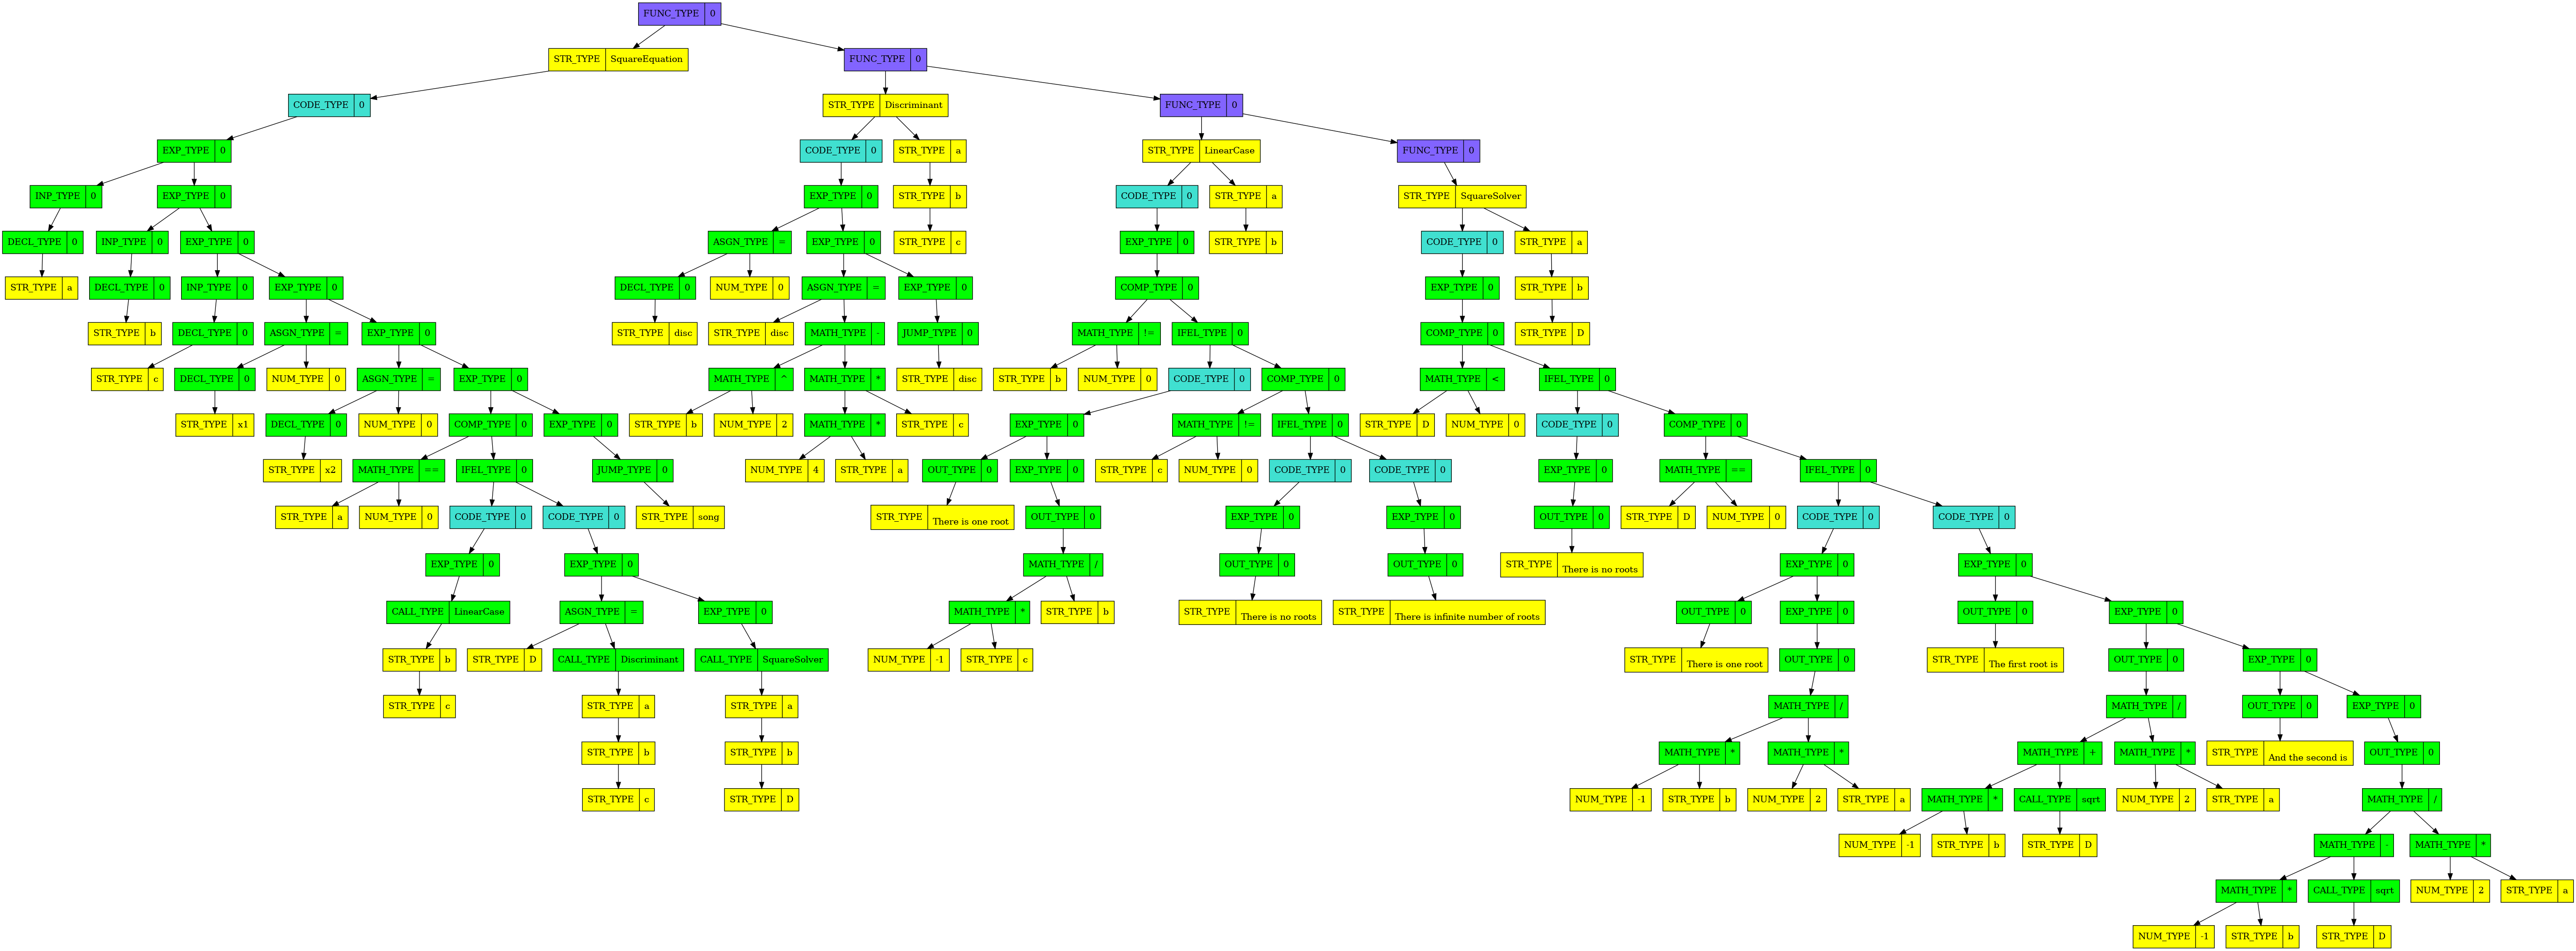 FUNC_TYPE 0
STR_TYPE SquareEquation FUNC_TYPE 0
CODE_TYPE 0 STR_TYPE Discriminant FUNC_TYPE 0
EXP_TYPE 0 CODE_TYPE 0 STR_TYPE a STR_TYPE LinearCase FUNC_TYPE 0
INP_TYPE 0 EXP_TYPE 0 EXP_TYPE 0 STR_TYPE b CODE_TYPE 0 STR_TYPE a STR_TYPE SquareSolver
DECL_TYPE 0 INP_TYPE 0 EXP_TYPE 0 ASGN_TYPE = EXP_TYPE 0 STR_TYPE c EXP_TYPE 0 STR_TYPE b CODE_TYPE 0 STR_TYPE a
STR_TYPE a DECL_TYPE 0 INP_TYPE 0 EXP_TYPE 0 DECL_TYPE 0 NUM_TYPE 0 ASGN_TYPE = EXP_TYPE 0 COMP_TYPE 0 EXP_TYPE 0 STR_TYPE b
STR_TYPE b DECL_TYPE 0 ASGN_TYPE = EXP_TYPE 0 STR_TYPE disc STR_TYPE disc MATH_TYPE - JUMP_TYPE 0 MATH_TYPE != IFEL_TYPE 0 COMP_TYPE 0 STR_TYPE D
STR_TYPE c DECL_TYPE 0 NUM_TYPE 0 ASGN_TYPE = EXP_TYPE 0 MATH_TYPE ^ MATH_TYPE * STR_TYPE disc STR_TYPE b NUM_TYPE 0 CODE_TYPE 0 COMP_TYPE 0 MATH_TYPE < IFEL_TYPE 0
STR_TYPE x1 DECL_TYPE 0 NUM_TYPE 0 COMP_TYPE 0 EXP_TYPE 0 STR_TYPE b NUM_TYPE 2 MATH_TYPE * STR_TYPE c EXP_TYPE 0 MATH_TYPE != IFEL_TYPE 0 STR_TYPE D NUM_TYPE 0 CODE_TYPE 0 COMP_TYPE 0
STR_TYPE x2 MATH_TYPE == IFEL_TYPE 0 JUMP_TYPE 0 NUM_TYPE 4 STR_TYPE a OUT_TYPE 0 EXP_TYPE 0 STR_TYPE c NUM_TYPE 0 CODE_TYPE 0 CODE_TYPE 0 EXP_TYPE 0 MATH_TYPE == IFEL_TYPE 0
STR_TYPE a NUM_TYPE 0 CODE_TYPE 0 CODE_TYPE 0 STR_TYPE song STR_TYPE There is one root OUT_TYPE 0 EXP_TYPE 0 EXP_TYPE 0 OUT_TYPE 0 STR_TYPE D NUM_TYPE 0 CODE_TYPE 0 CODE_TYPE 0
EXP_TYPE 0 EXP_TYPE 0 MATH_TYPE / OUT_TYPE 0 OUT_TYPE 0 STR_TYPE There is no roots EXP_TYPE 0 EXP_TYPE 0
CALL_TYPE LinearCase ASGN_TYPE = EXP_TYPE 0 MATH_TYPE * STR_TYPE b STR_TYPE There is no roots STR_TYPE There is infinite number of roots OUT_TYPE 0 EXP_TYPE 0 OUT_TYPE 0 EXP_TYPE 0
STR_TYPE b STR_TYPE D CALL_TYPE Discriminant CALL_TYPE SquareSolver NUM_TYPE -1 STR_TYPE c STR_TYPE There is one root OUT_TYPE 0 STR_TYPE The first root is OUT_TYPE 0 EXP_TYPE 0
STR_TYPE c STR_TYPE a STR_TYPE a MATH_TYPE / MATH_TYPE / OUT_TYPE 0 EXP_TYPE 0
STR_TYPE b STR_TYPE b MATH_TYPE * MATH_TYPE * MATH_TYPE + MATH_TYPE * STR_TYPE And the second is OUT_TYPE 0
STR_TYPE c STR_TYPE D NUM_TYPE -1 STR_TYPE b NUM_TYPE 2 STR_TYPE a MATH_TYPE * CALL_TYPE sqrt NUM_TYPE 2 STR_TYPE a MATH_TYPE /
NUM_TYPE -1 STR_TYPE b STR_TYPE D MATH_TYPE - MATH_TYPE *
MATH_TYPE * CALL_TYPE sqrt NUM_TYPE 2 STR_TYPE a
NUM_TYPE -1 STR_TYPE b STR_TYPE D